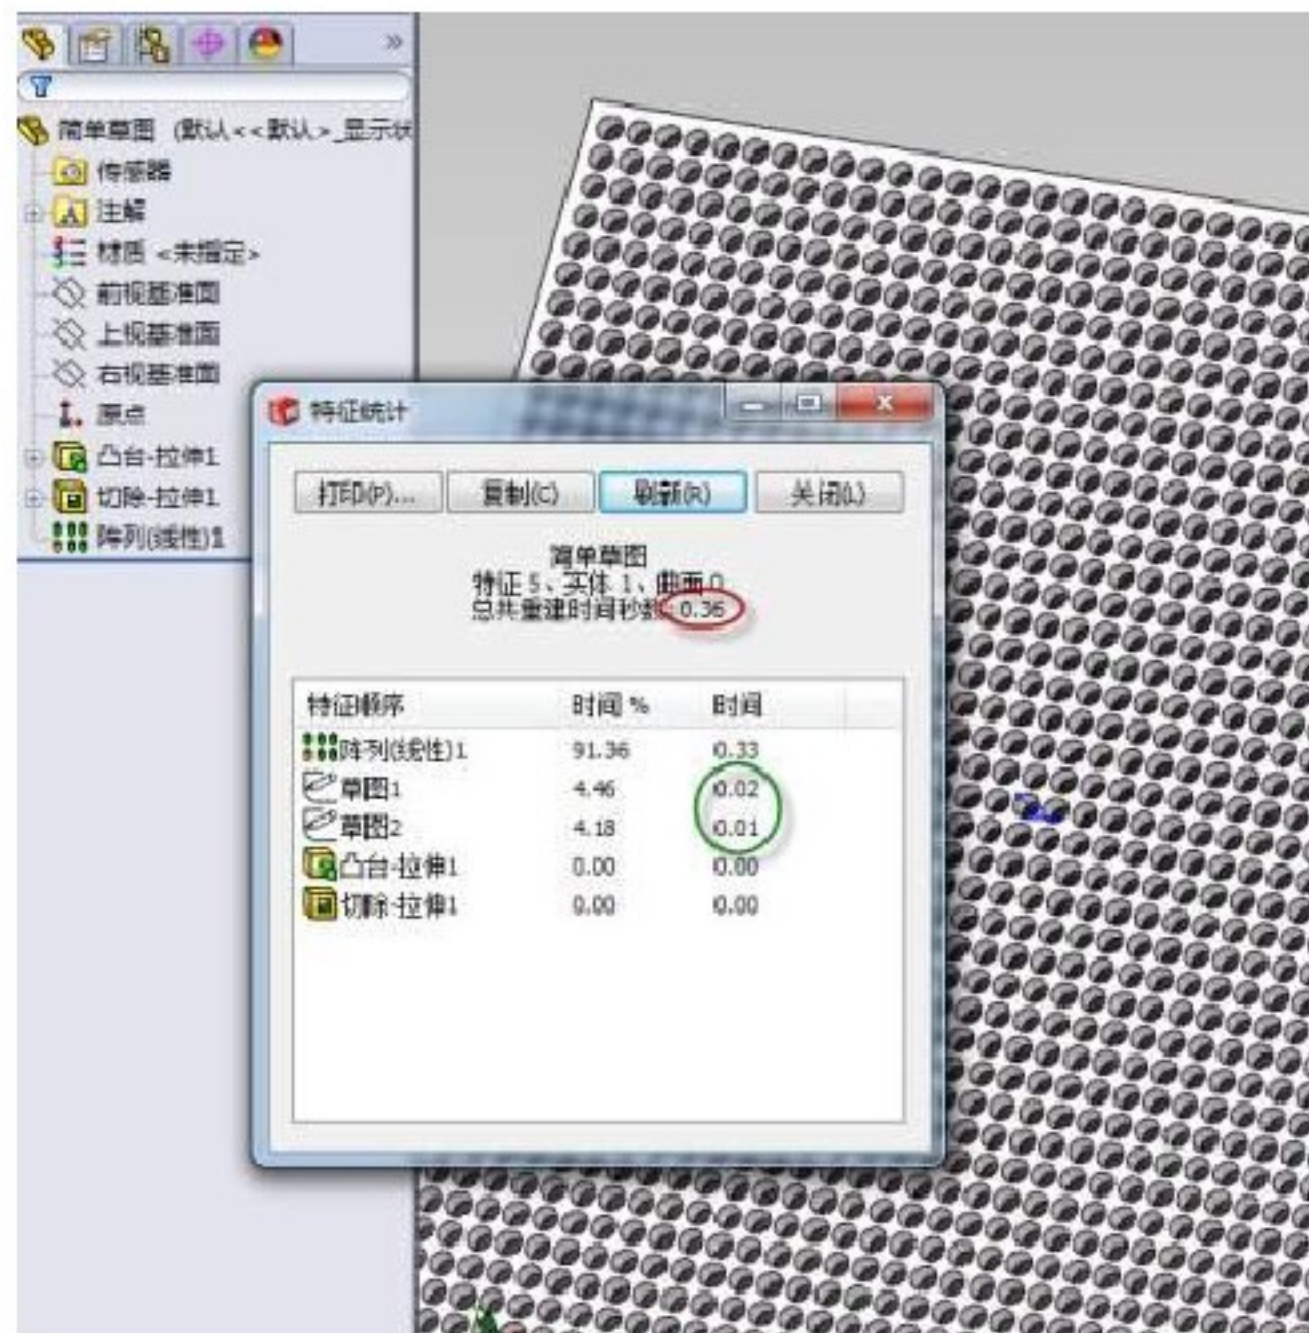 »
简单草图 (默认<<默认>_显示状
传感器
注解
材质 <未指定>
前视基准面
上视基准面
右视基准面
原点
凸台-拉伸1
切除-拉伸1
阵列(线性)1
特征统计
打印(P)... 复制(C) 刷新(R) 关闭(L)
简单草图
特征 5、实体 1、曲面 0
总共重建时间秒数: 0.36
特征顺序 时间 % 时间
阵列(线性)1 91.36 0.33
草图1 4.46 0.02
草图2 4.18 0.01
凸台-拉伸1 0.00 0.00
切除-拉伸1 0.00 0.00